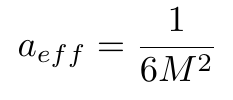 $a_{eff} = \frac{1}{6M^2}$